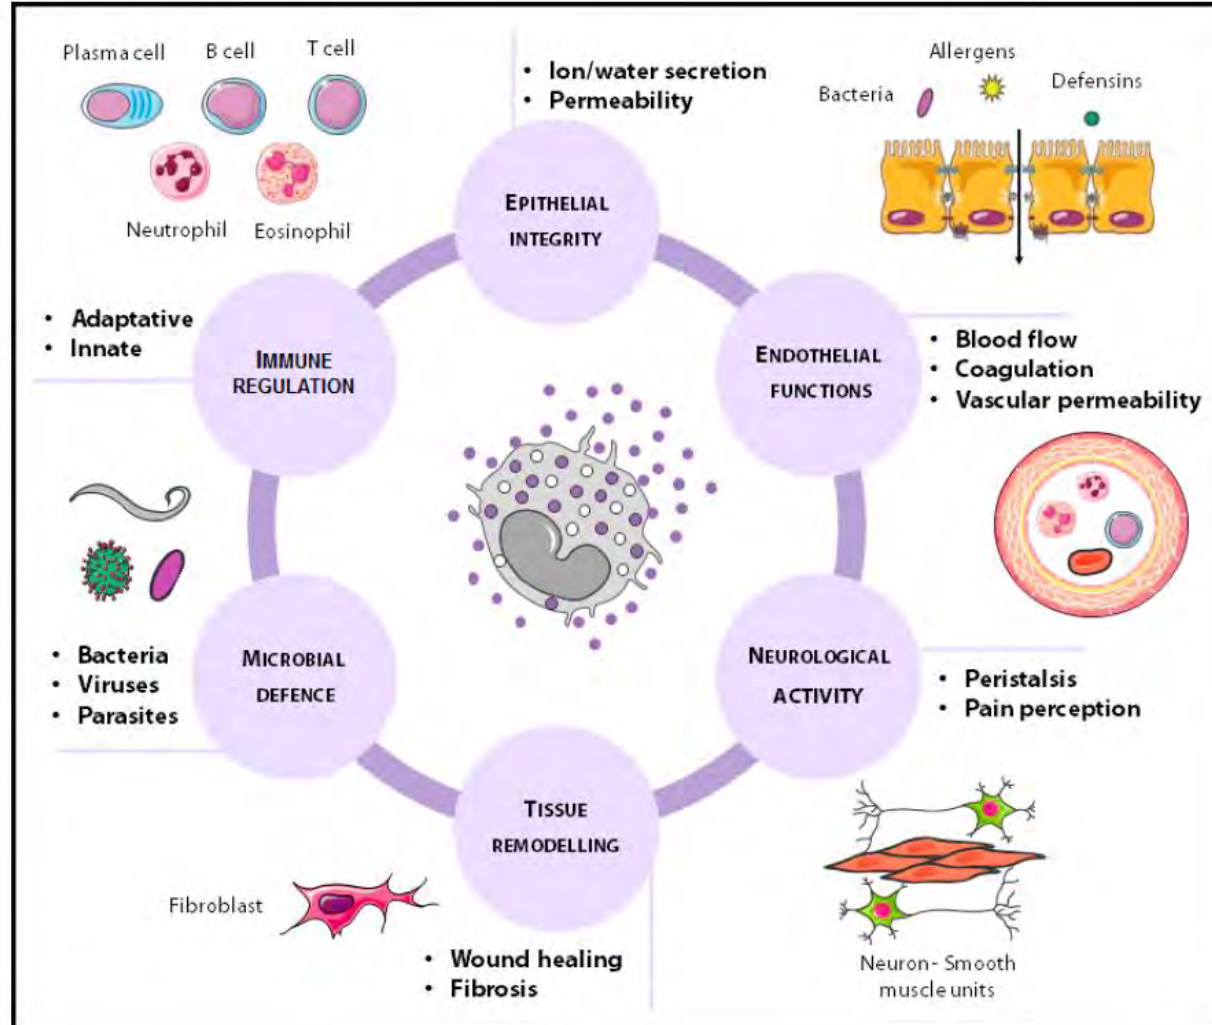 Plasma cell
B cell
T cell
Neutrophil
Eosinophil
• Ion/water secretion
• Permeability
Allergens
Bacteria
Defensins
EPITHELIAL
INTEGRITY
• Adaptative
• Innate
IMMUNE
REGULATION
ENDOTHELIAL
FUNCTIONS
• Blood flow
• Coagulation
• Vascular permeability
• Bacteria
• Viruses
• Parasites
MICROBIAL
DEFENCE
NEUROLOGICAL
ACTIVITY
• Peristalsis
• Pain perception
TISSUE
REMODELLING
Fibroblast
• Wound healing
• Fibrosis
Neuron - Smooth
muscle units